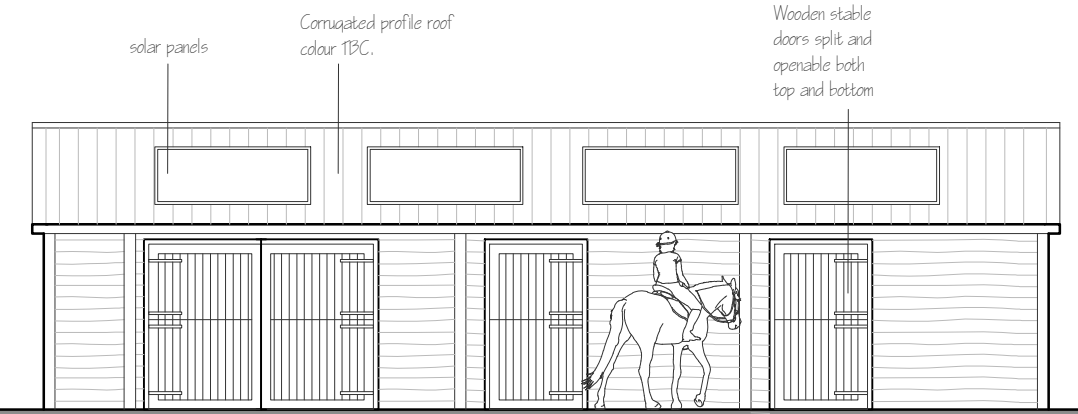 solar panels
Corrugated profile roof
colour TBC.
Wooden stable
doors split and
openable both
top and bottom